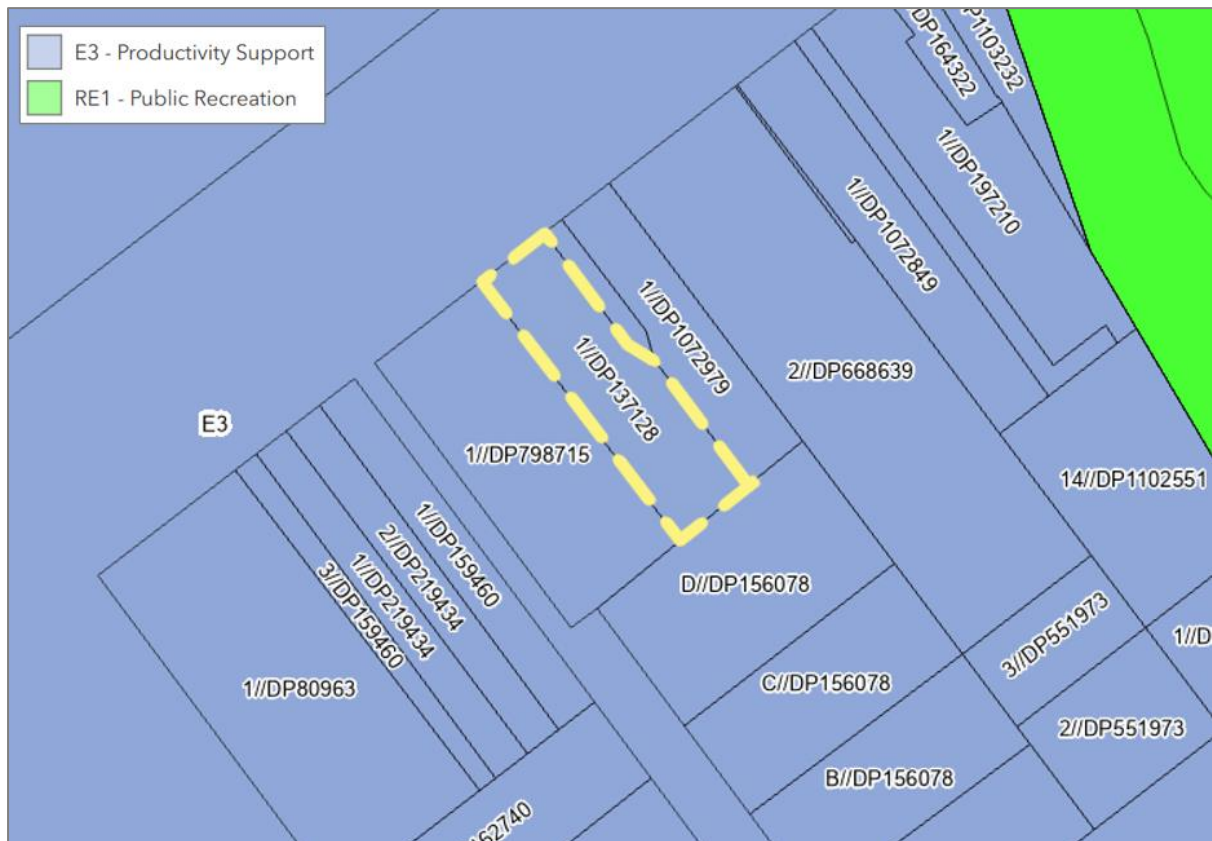 E3 - Productivity Support
RE1 - Public Recreation
DP164322
P1103232
1//DP197210
1//DP1072849
1//DP1072979
1//DP137128
2//DP668639
E3
1//DP798715
14//DP1102551
1//DP159460
2//DP219434
1//DP219434
3//DP159460
D//DP156078
3//DP551973
1//D
1//DP80963
C//DP156078
2//DP551973
B//DP156078
62740